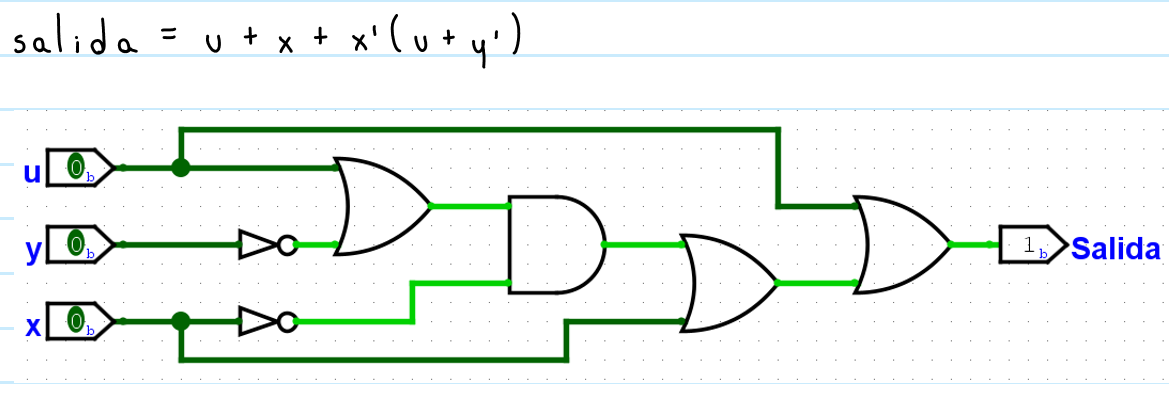 salida = u + x + x'(u + y')
u 0b
y 0b
1b Salida
x 0b